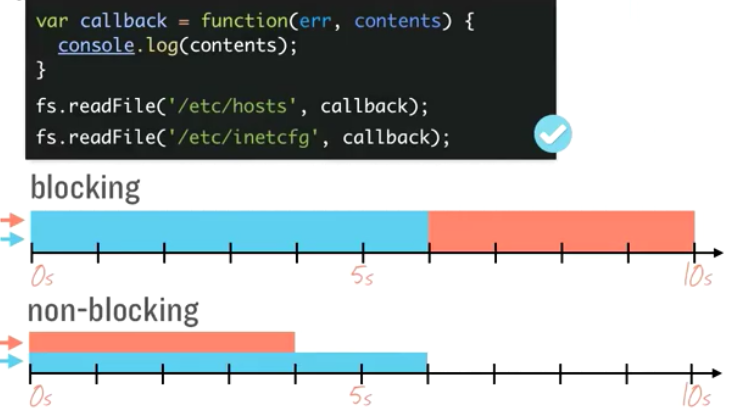 var callback = function(err, contents) {
  console.log(contents);
}
fs.readFile('/etc/hosts', callback);
fs.readFile('/etc/inetcfg', callback);
blocking
0s 5s 10s
non-blocking
0s 5s 10s